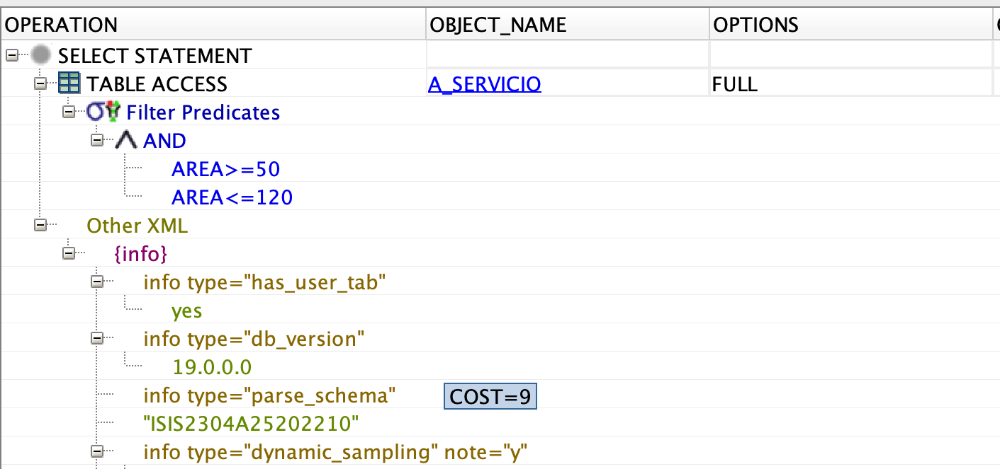 OPERATION OBJECT_NAME OPTIONS
SELECT STATEMENT
TABLE ACCESS A_SERVICIO FULL
Filter Predicates
AND
AREA>=50
AREA<=120
Other XML
{info}
info type="has_user_tab"
yes
info type="db_version"
19.0.0.0
info type="parse_schema" COST=9
"ISIS2304A25202210"
info type="dynamic_sampling" note="y"